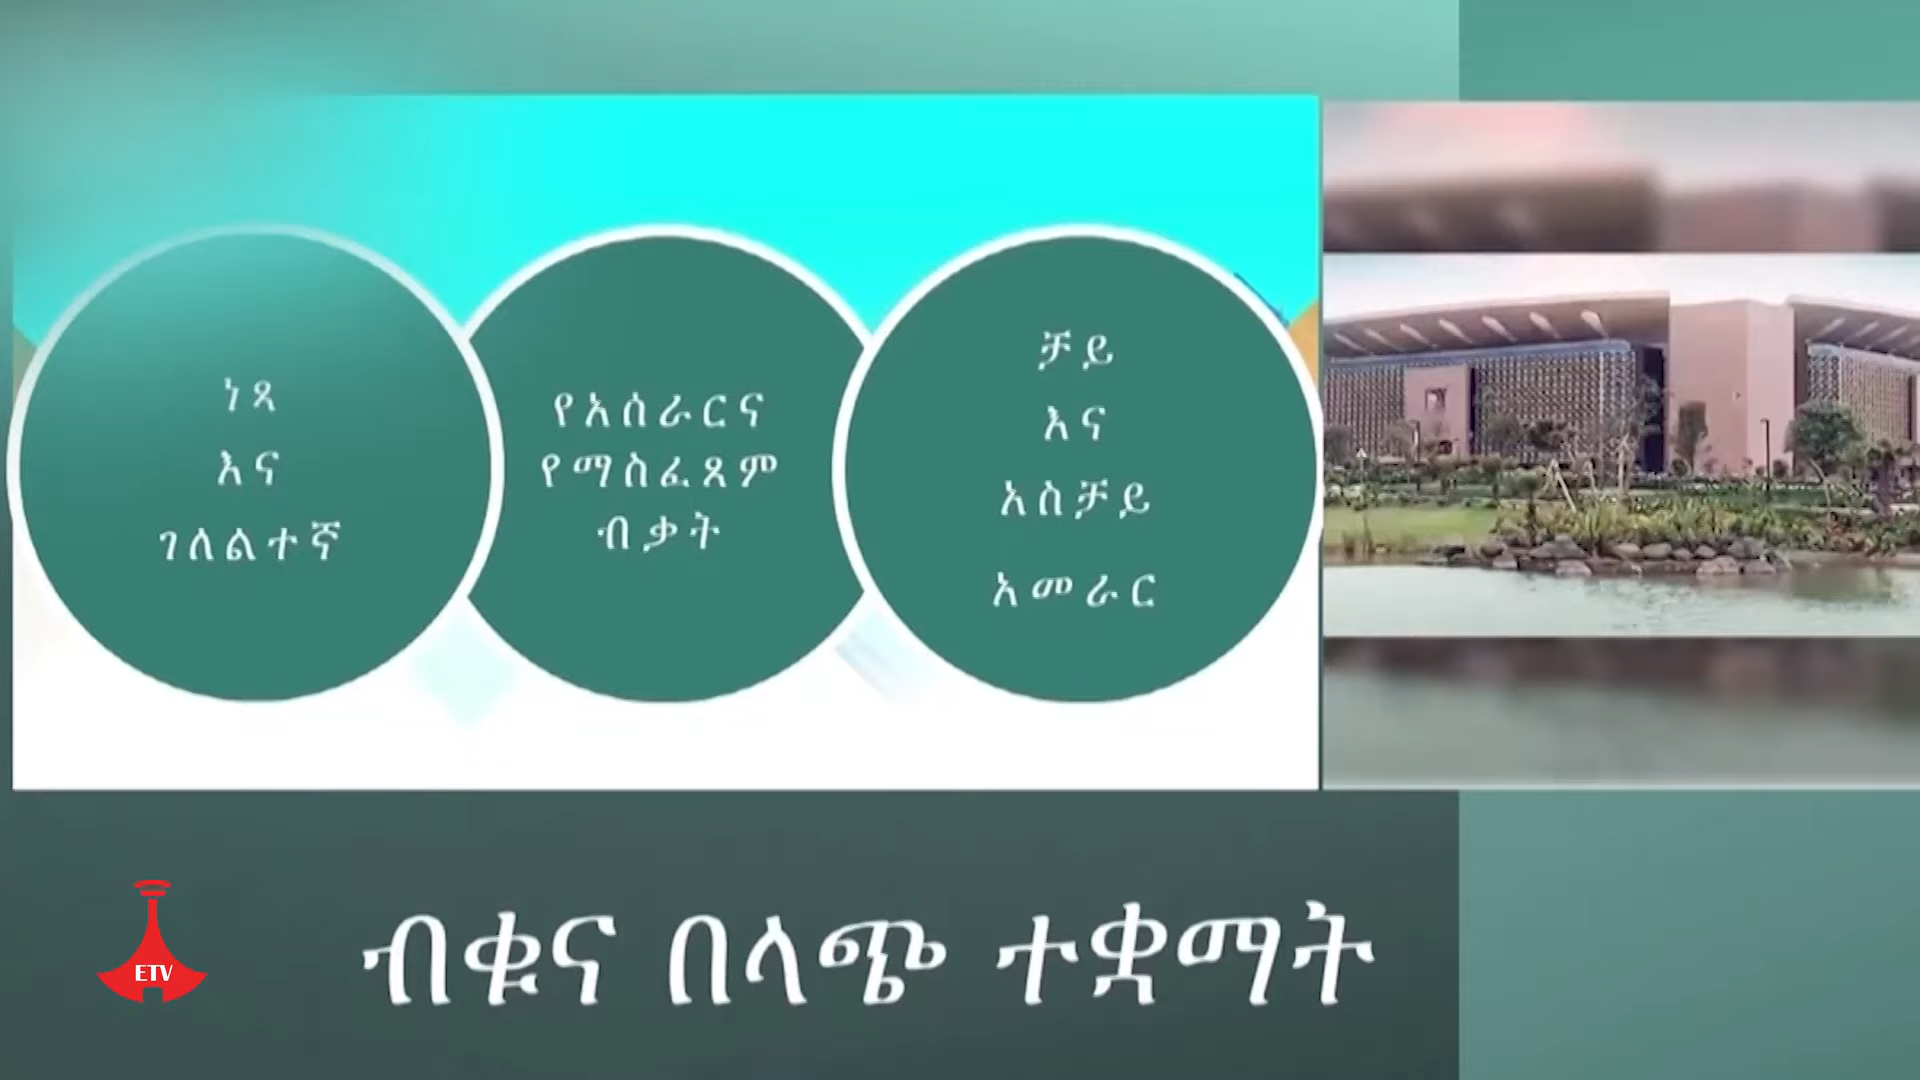 ነጻ
እና
ገለልተኛ
የአሰራርና
የማስፈጸም
ብቃት
ቻይ
እና
አስቻይ
አመራር
ETV
ብቁና በላጭ ተቋማት